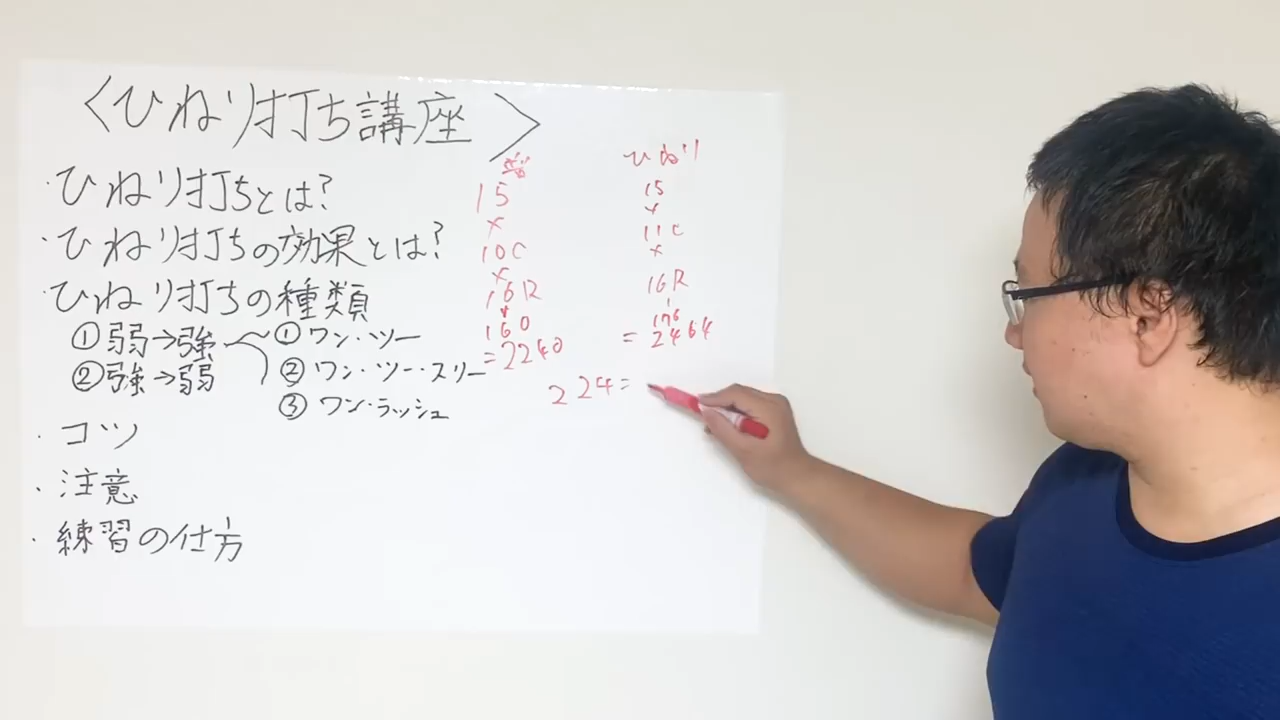 〈ひねり打ち講座〉
・ひねり打ちとは?
・ひねり打ちの効果とは?
・ひねり打ちの種類
①弱→強
②強→弱
①ワン・ツー
②ワン・ツー・スリー
③ワン・ラッシュ
・コツ
・注意
・練習の仕方
15
×
10C
×
16R
160
=2240
ひねり
15
×
11C
×
16R
176
=2464
224=